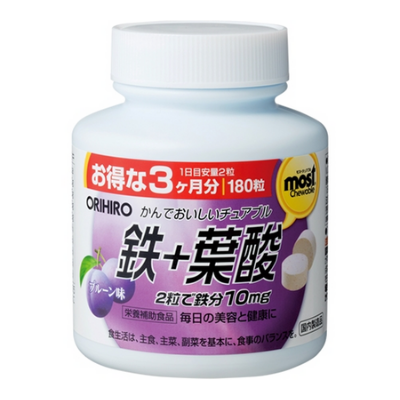 お得な3ヶ月分
1日目安量2粒
180粒
most
Chewable
ORIHIRO
かんでおいしいチュアブル
鉄+葉酸
プルーン味
2粒で鉄分10mg
栄養補助食品
毎日の美容と健康に
食生活は、主食、主菜、副菜を基本に、食事のバランスを。
国内製造品